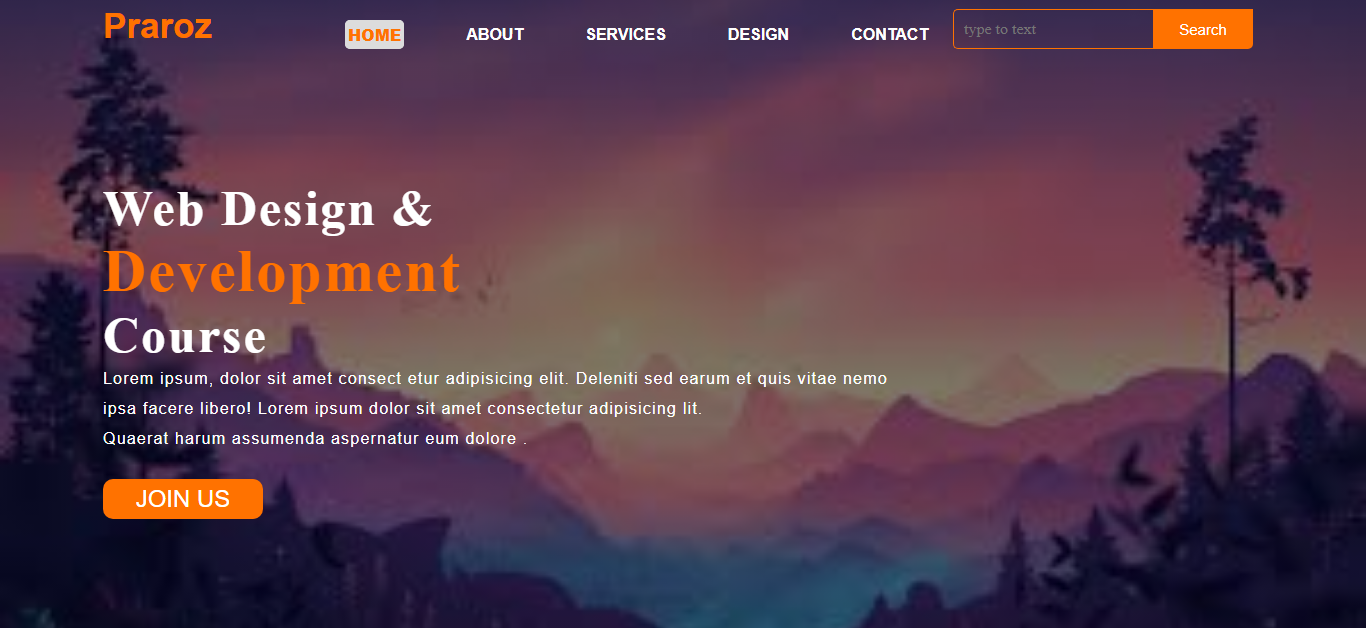 Praroz
HOME ABOUT SERVICES DESIGN CONTACT type to text Search
Web Design &
Development
Course
Lorem ipsum, dolor sit amet consect etur adipisicing elit. Deleniti sed earum et quis vitae nemo
ipsa facere libero! Lorem ipsum dolor sit amet consectetur adipisicing lit.
Quaerat harum assumenda aspernatur eum dolore .
JOIN US